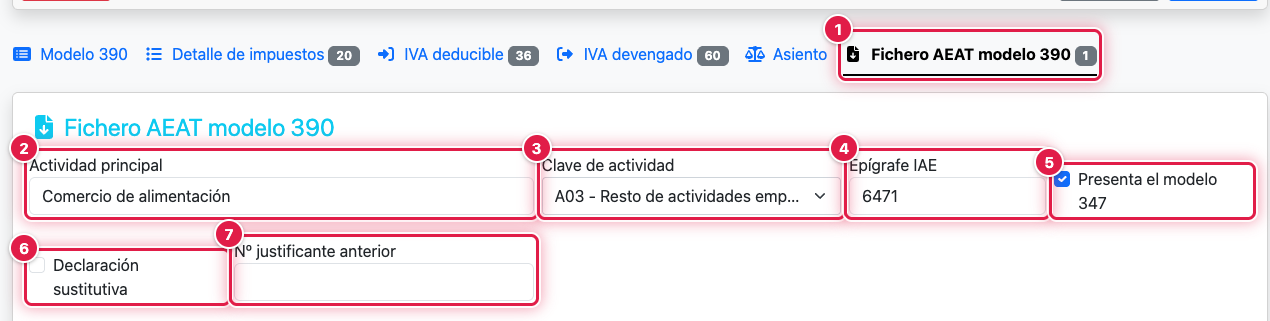 1
Modelo 390 Detalle de impuestos 20 IVA deducible 36 IVA devengado 60 Asiento Fichero AEAT modelo 390 1
Fichero AEAT modelo 390
2 3 4 5
Actividad principal Clave de actividad Epígrafe IAE
Comercio de alimentación A03 - Resto de actividades emp... 6471 Presenta el modelo
347
6 7
Nº justificante anterior
Declaración
sustitutiva